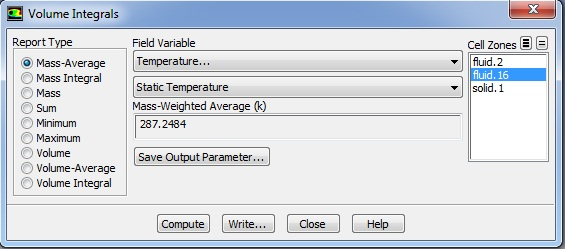 Volume Integrals
Report Type
Mass-Average
Mass Integral
Mass
Sum
Minimum
Maximum
Volume
Volume-Average
Volume Integral
Field Variable
Temperature...
Static Temperature
Mass-Weighted Average (k)
287.2484
Save Output Parameter...
Cell Zones
fluid.2
fluid.16
solid.1
Compute
Write...
Close
Help